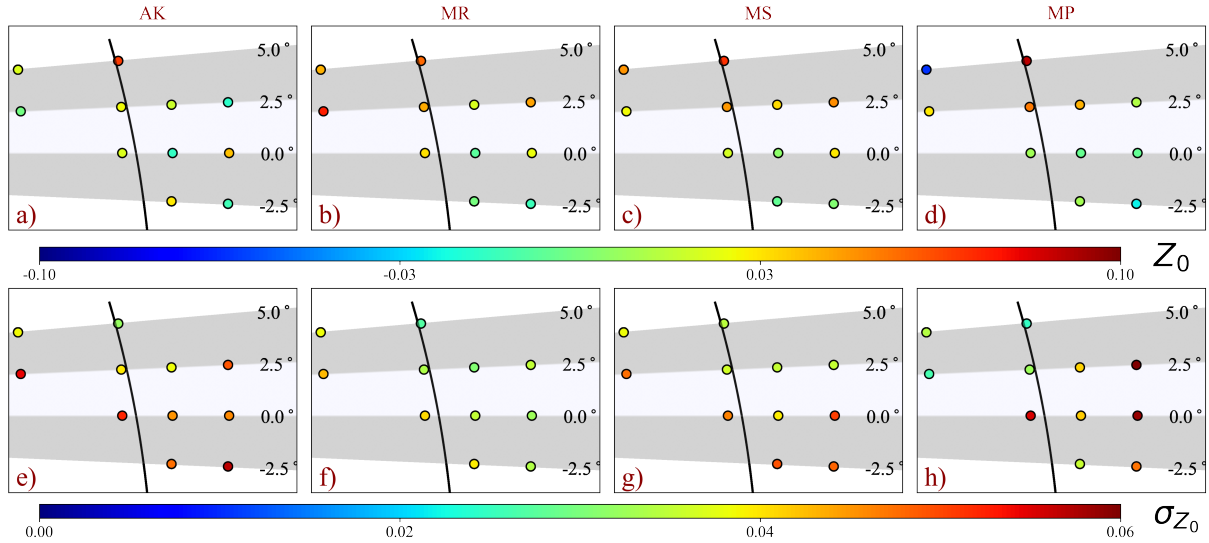 AK MR MS MP
5.0° 5.0° 5.0° 5.0°
2.5° 2.5° 2.5° 2.5°
0.0° 0.0° 0.0° 0.0°
-2.5° -2.5° -2.5° -2.5°
a) b) c) d)
-0.10 -0.03 0.03 0.10 Z₀
5.0° 5.0° 5.0° 5.0°
2.5° 2.5° 2.5° 2.5°
0.0° 0.0° 0.0° 0.0°
-2.5° -2.5° -2.5° -2.5°
e) f) g) h)
0.00 0.02 0.04 0.06 σ_Z₀